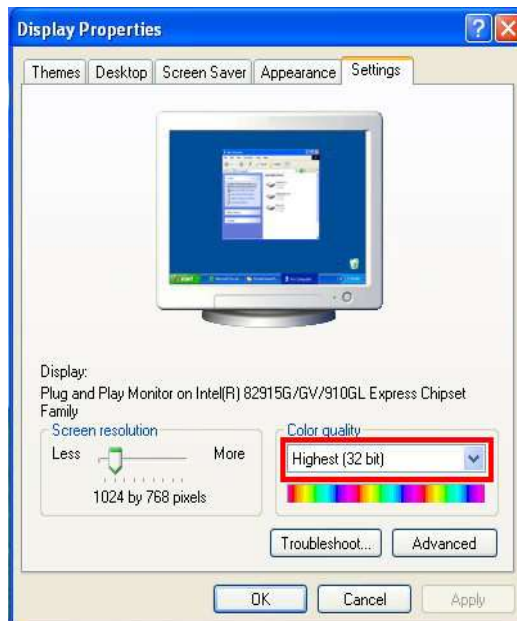 Display Properties
Themes Desktop Screen Saver Appearance Settings
Display:
Plug and Play Monitor on Intel(R) 82915G/GV/910GL Express Chipset
Family
Screen resolution
Less More
1024 by 768 pixels
Color quality
Highest (32 bit)
Troubleshoot... Advanced
OK Cancel Apply